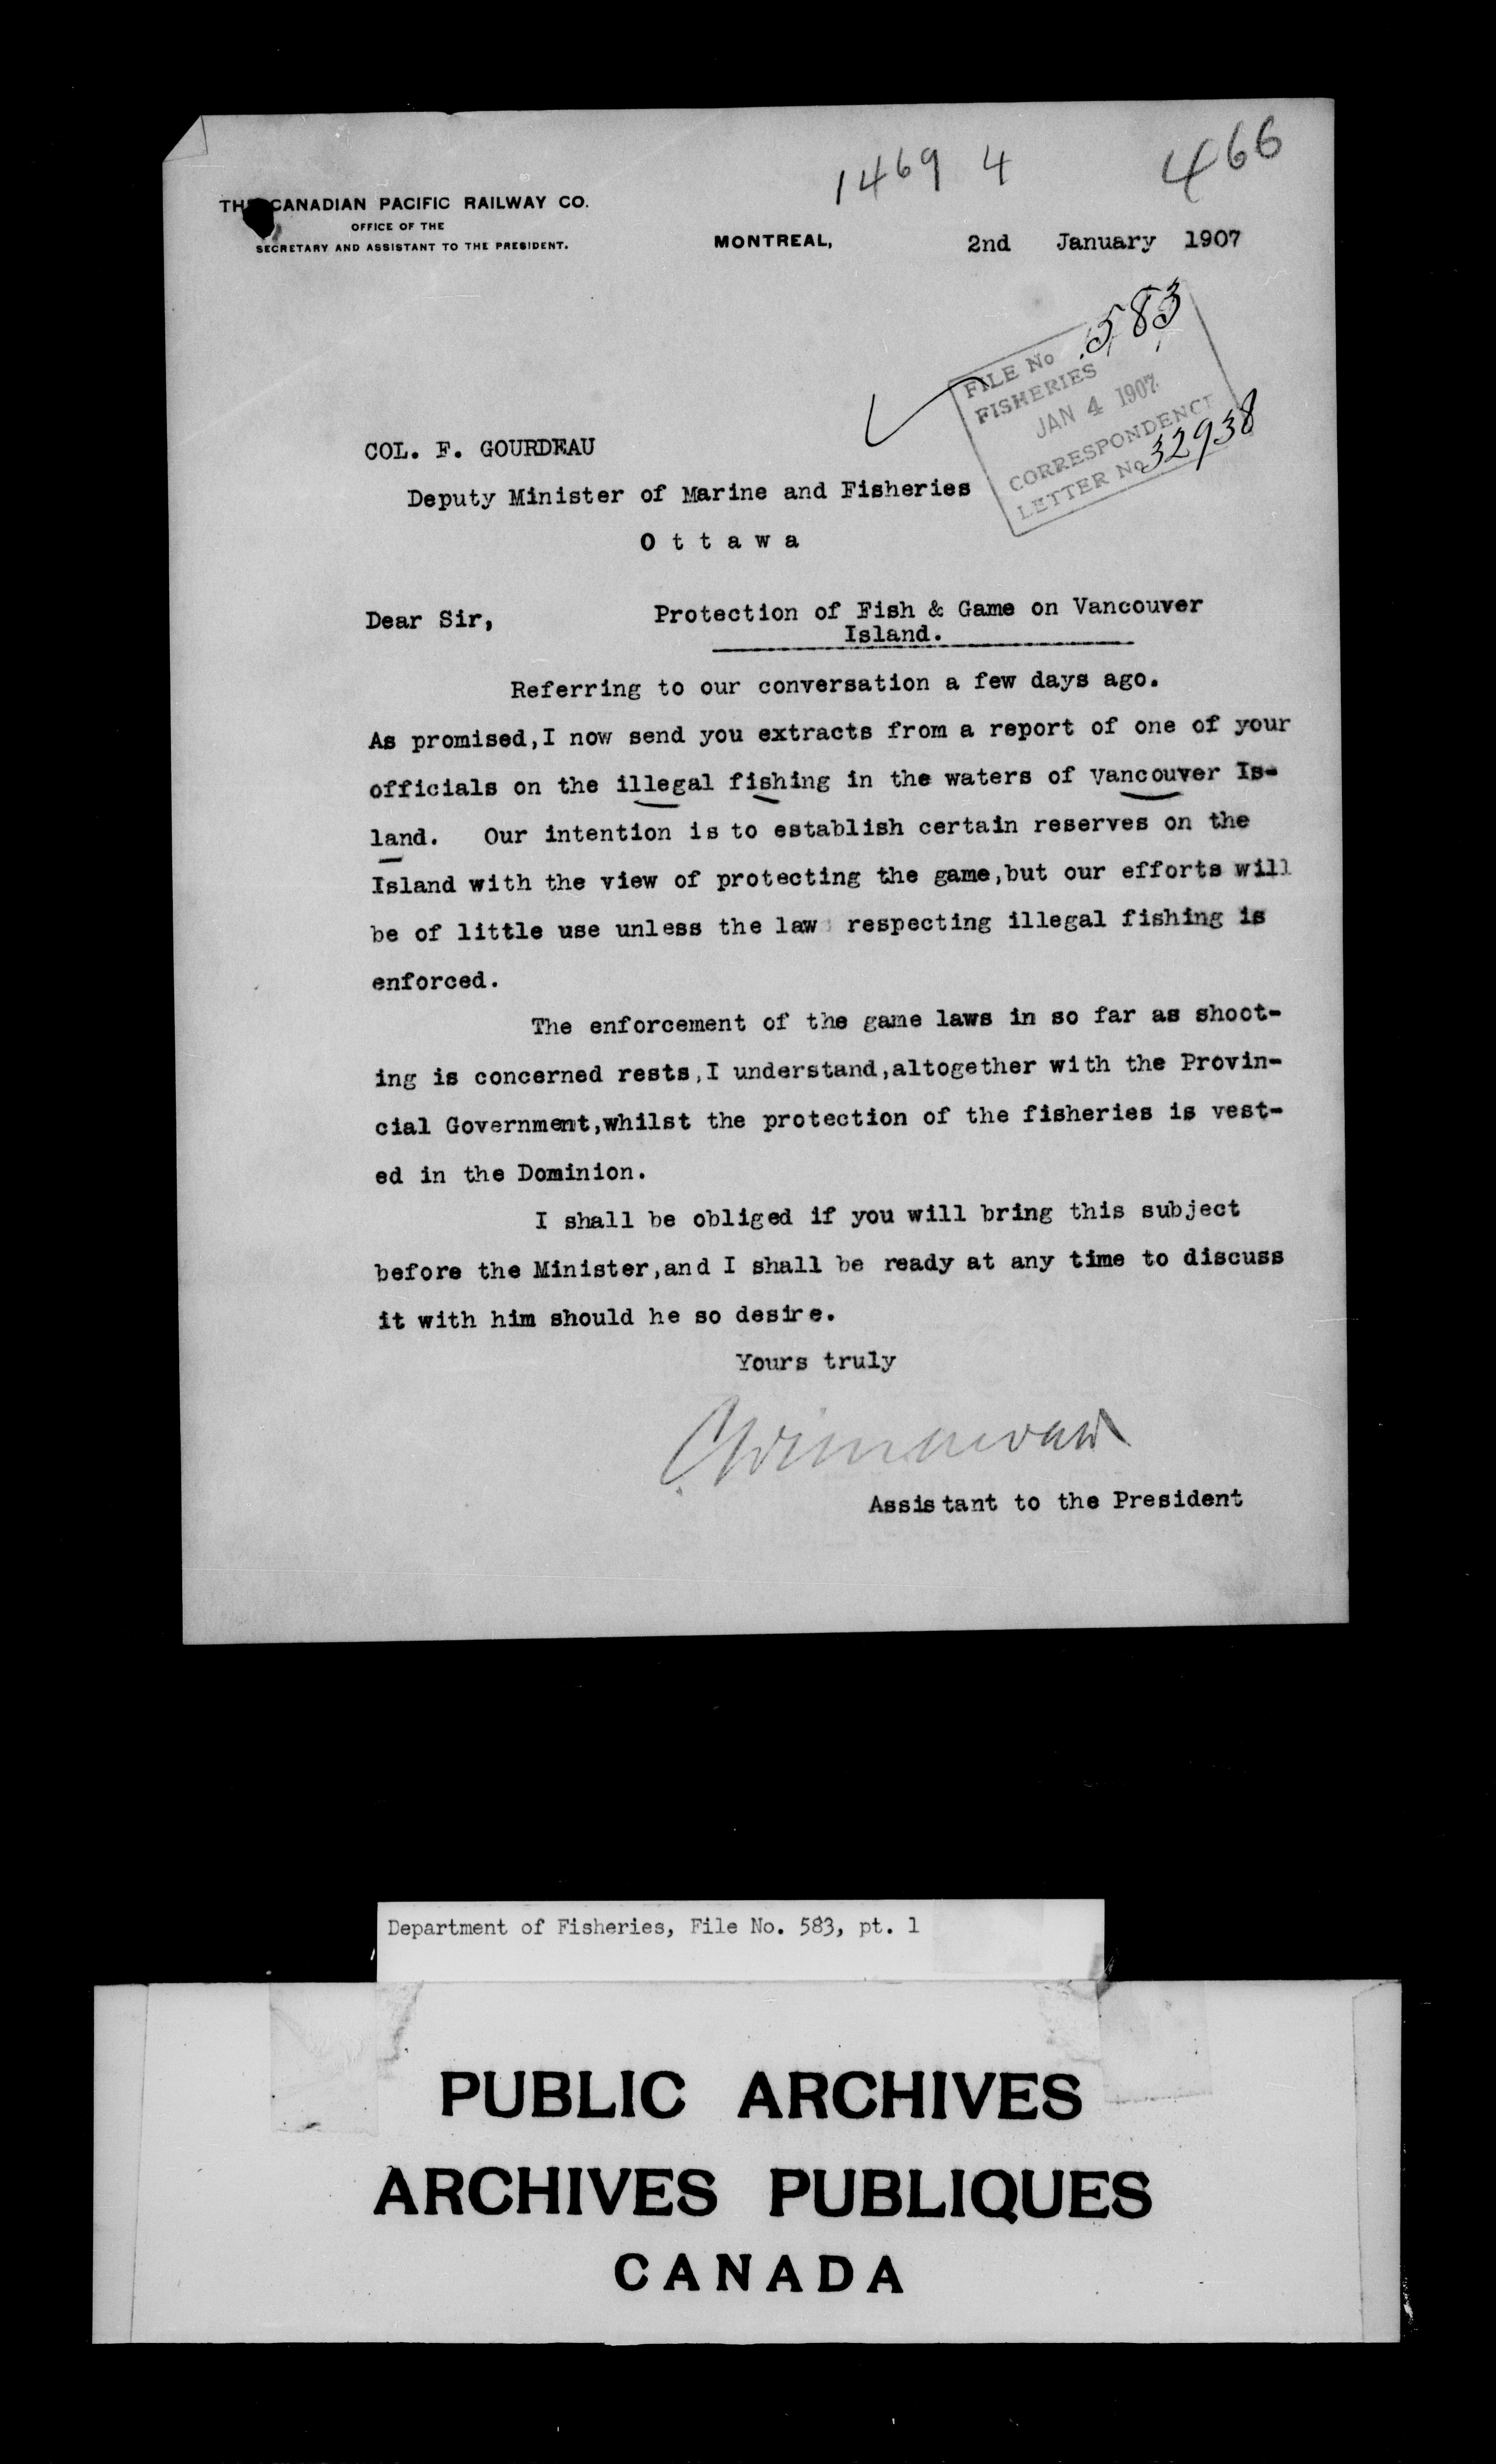 1469 4
466
THE CANADIAN PACIFIC RAILWAY CO.
OFFICE OF THE
SECRETARY AND ASSISTANT TO THE PRESIDENT.
MONTREAL, 2nd January 1907
FILE No 583
FISHERIES
JAN 4 1907
CORRESPONDENCE
LETTER No 32938
COL. F. GOURDEAU
Deputy Minister of Marine and Fisheries
O t t a w a
Dear Sir,
Protection of Fish & Game on Vancouver
Island.
Referring to our conversation a few days ago.
As promised,I now send you extracts from a report of one of your
officials on the illegal fishing in the waters of Vancouver Is-
land. Our intention is to establish certain reserves on the
Island with the view of protecting the game,but our efforts will
be of little use unless the law respecting illegal fishing is
enforced.
The enforcement of the game laws in so far as shoot-
ing is concerned rests,I understand,altogether with the Provin-
cial Government,whilst the protection of the fisheries is vest-
ed in the Dominion.
I shall be obliged if you will bring this subject
before the Minister,and I shall be ready at any time to discuss
it with him should he so desire.
Yours truly
Assistant to the President
Department of Fisheries, File No. 583, pt. 1
PUBLIC ARCHIVES
ARCHIVES PUBLIQUES
CANADA